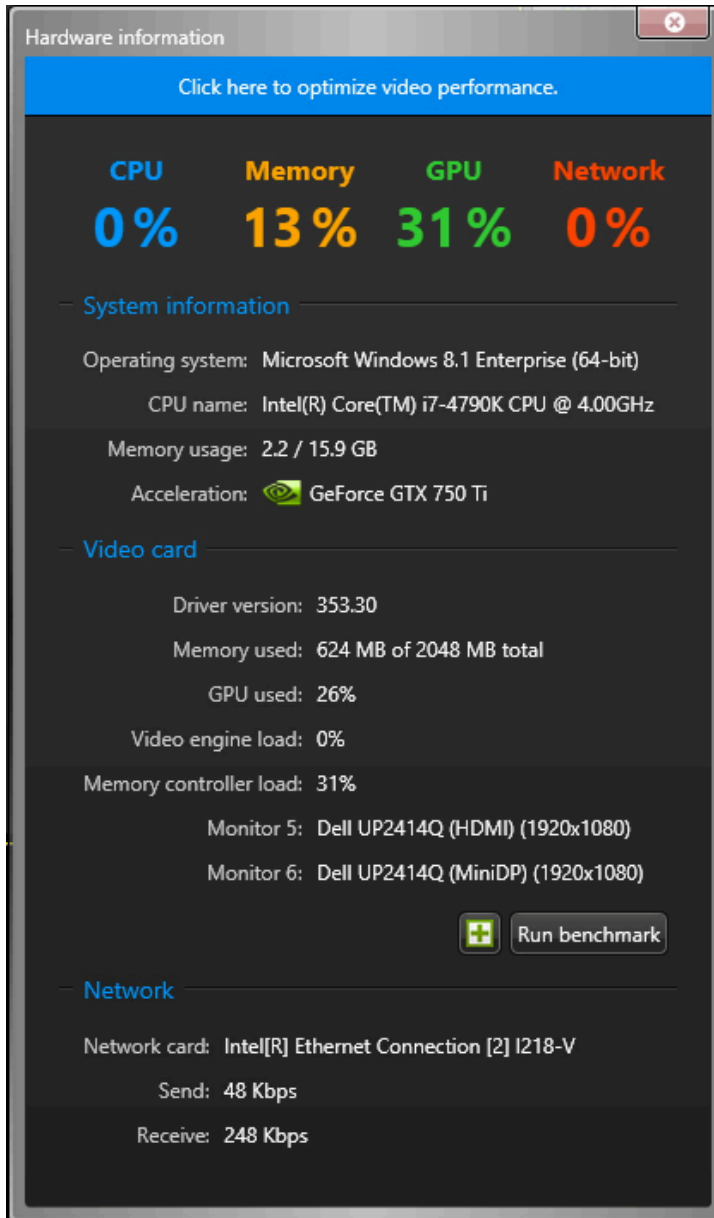 Hardware information
Click here to optimize video performance.
CPU Memory GPU Network
0% 13% 31% 0%
System information
Operating system: Microsoft Windows 8.1 Enterprise (64-bit)
CPU name: Intel(R) Core(TM) i7-4790K CPU @ 4.00GHz
Memory usage: 2.2 / 15.9 GB
Acceleration: GeForce GTX 750 Ti
Video card
Driver version: 353.30
Memory used: 624 MB of 2048 MB total
GPU used: 26%
Video engine load: 0%
Memory controller load: 31%
Monitor 5: Dell UP2414Q (HDMI) (1920x1080)
Monitor 6: Dell UP2414Q (MiniDP) (1920x1080)
Run benchmark
Network
Network card: Intel[R] Ethernet Connection [2] I218-V
Send: 48 Kbps
Receive: 248 Kbps